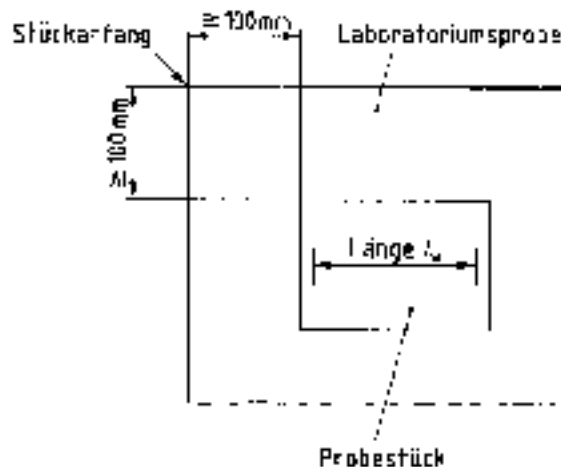 ≥ 100 mm
Stückanfang
Laboratoriumsprobe
≥ 100 mm
Länge
Probestück